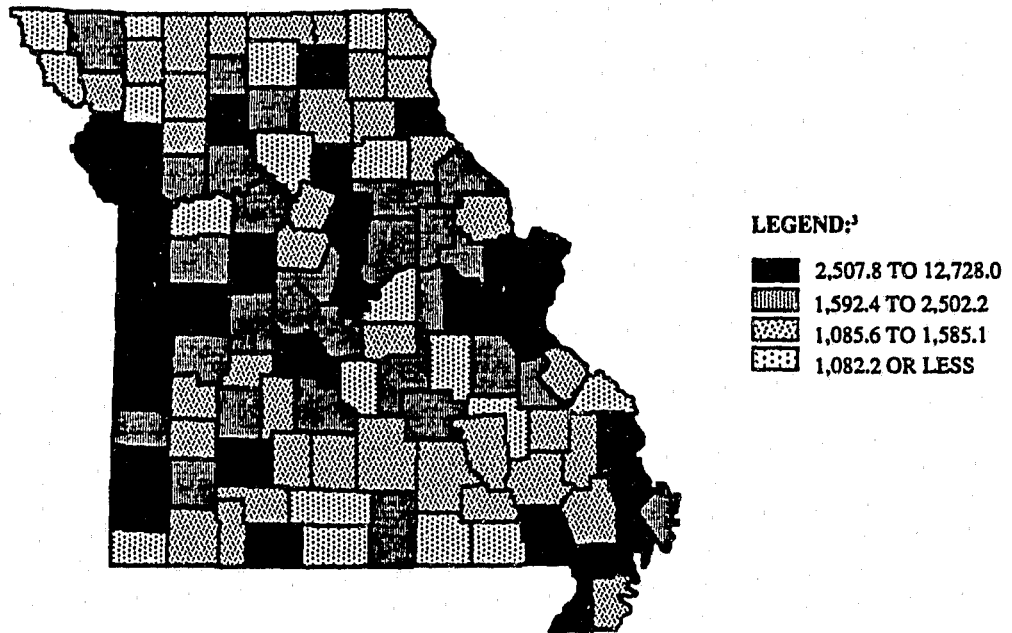 LEGEND:³
2,507.8 TO 12,728.0
1,592.4 TO 2,502.2
1,085.6 TO 1,585.1
1,082.2 OR LESS